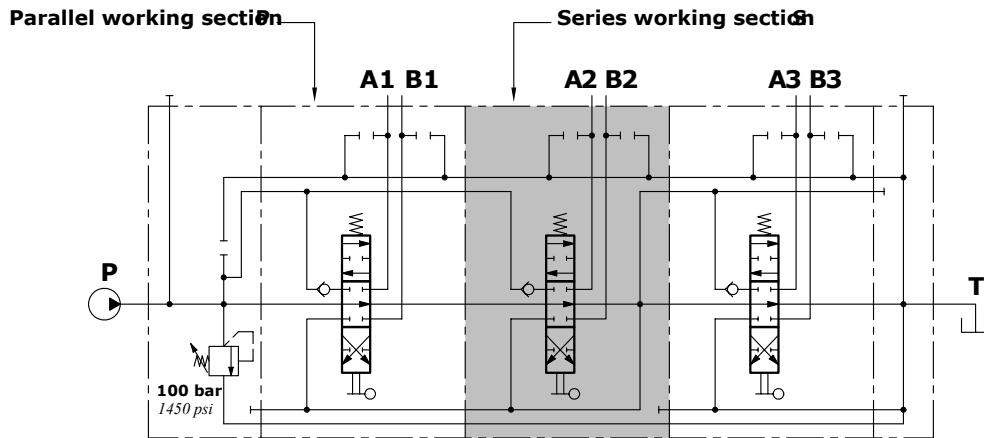 Parallel working section P
Series working section S
A1 B1
A2 B2
A3 B3
P
T
100 bar
1450 psi